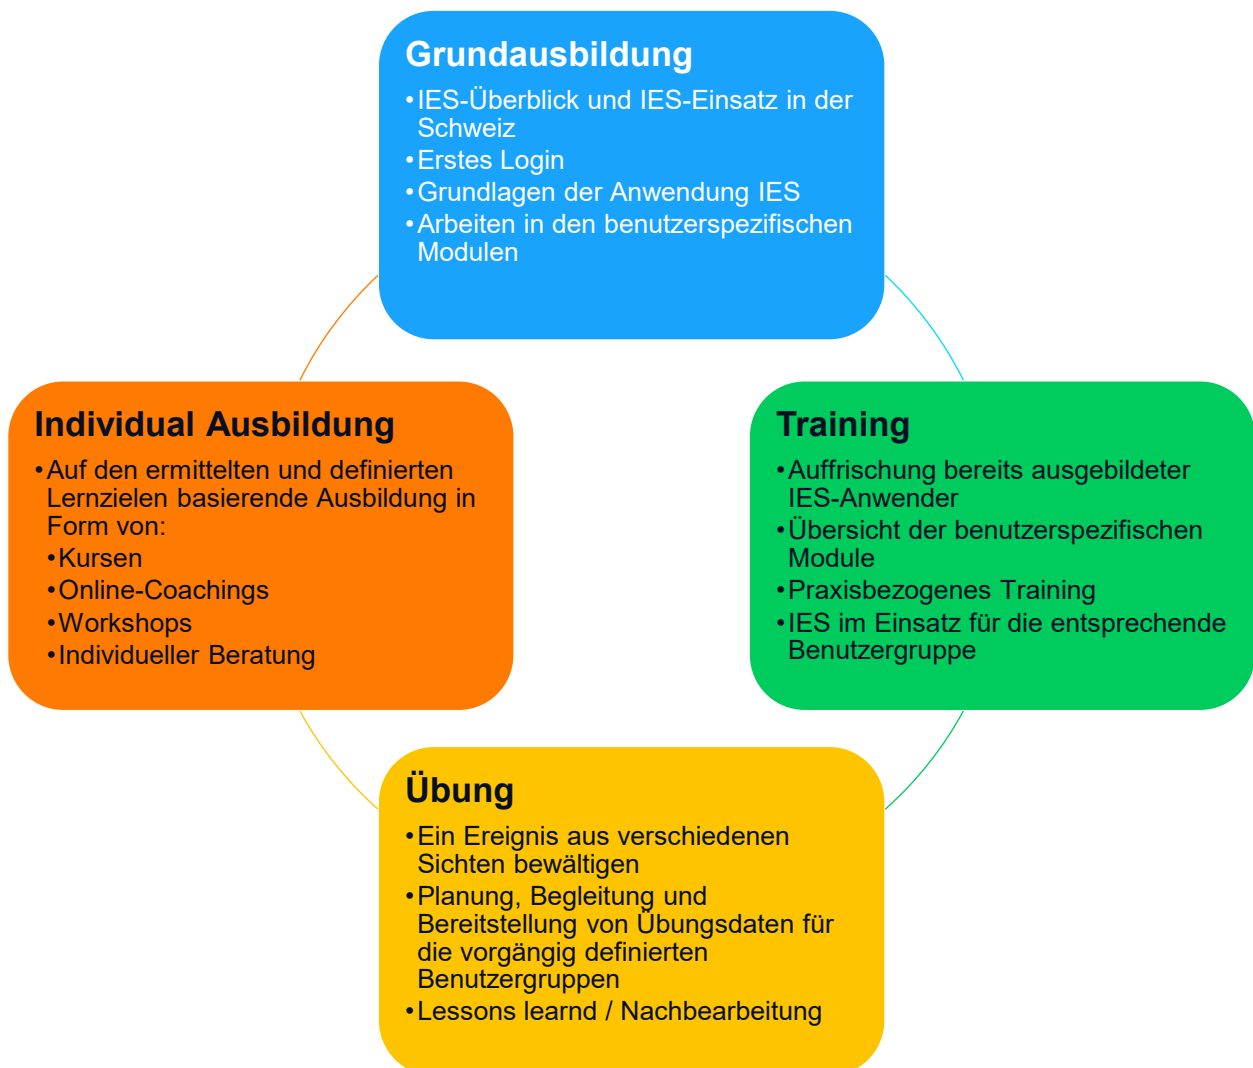 Grundausbildung
•IES-Überblick und IES-Einsatz in der
Schweiz
•Erstes Login
•Grundlagen der Anwendung IES
•Arbeiten in den benutzerspezifischen
Modulen
Individual Ausbildung
•Auf den ermittelten und definierten
Lernzielen basierende Ausbildung in
Form von:
•Kursen
•Online-Coachings
•Workshops
•Individueller Beratung
Training
•Auffrischung bereits ausgebildeter
IES-Anwender
•Übersicht der benutzerspezifischen
Module
•Praxisbezogenes Training
•IES im Einsatz für die entsprechende
Benutzergruppe
Übung
•Ein Ereignis aus verschiedenen
Sichten bewältigen
•Planung, Begleitung und
Bereitstellung von Übungsdaten für
die vorgängig definierten
Benutzergruppen
•Lessons learnd / Nachbearbeitung